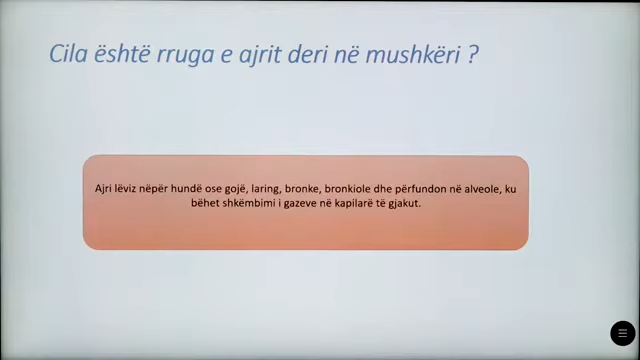 Cila është rruga e ajrit deri në mushkëri ?
Ajri lëviz nëpër hundë ose gojë, laring, bronke, bronkiole dhe përfundon në alveole, ku
bëhet shkëmbimi i gazeve në kapilarë të gjakut.